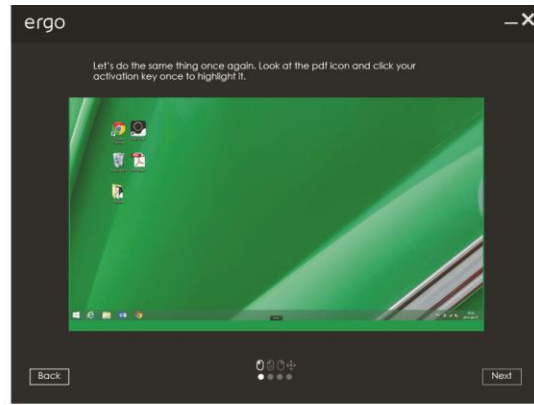 ergo
Let's do the same thing once again. Look at the pdf icon and click your
activation key once to highlight it.
Back
Next